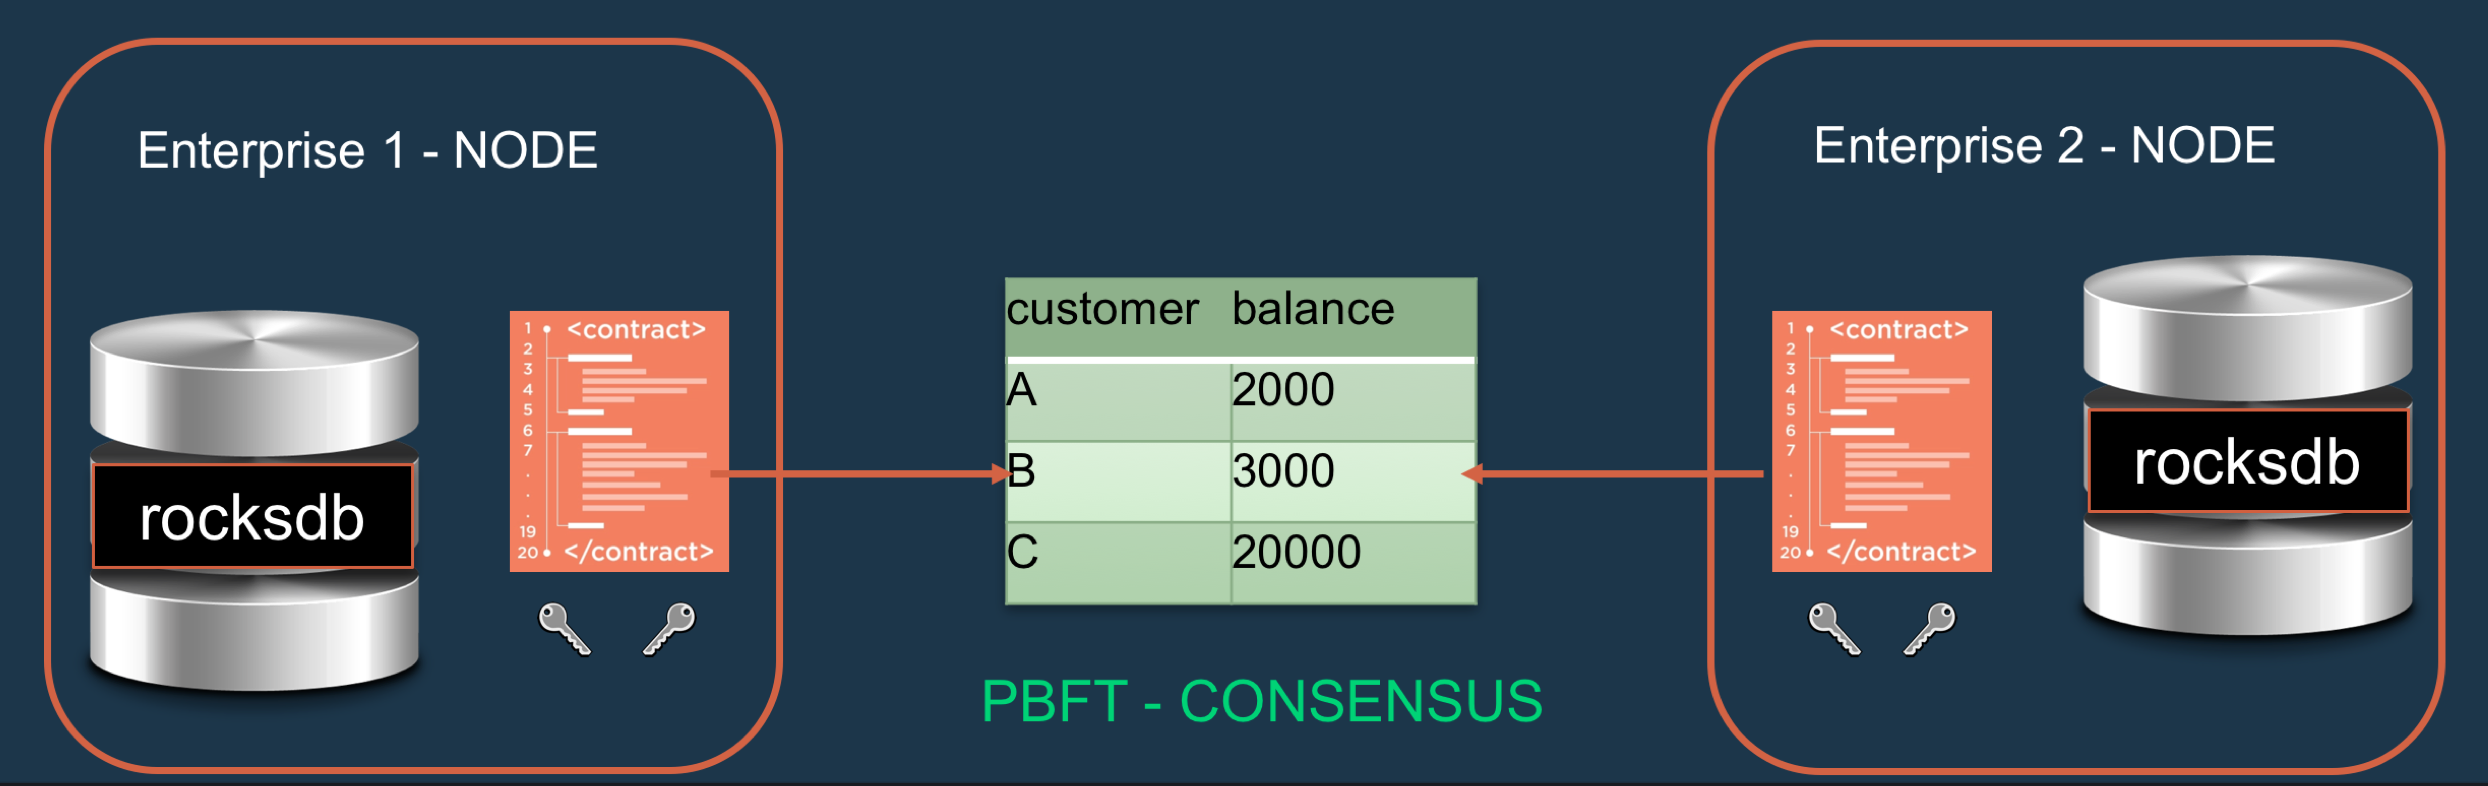 Enterprise 1 - NODE
rocksdb
1 <contract>
2
3
4
5
6
7
.
.
.
19
20 </contract>
customer balance
A 2000
B 3000
C 20000
PBFT - CONSENSUS
Enterprise 2 - NODE
1 <contract>
2
3
4
5
6
7
.
.
.
19
20 </contract>
rocksdb